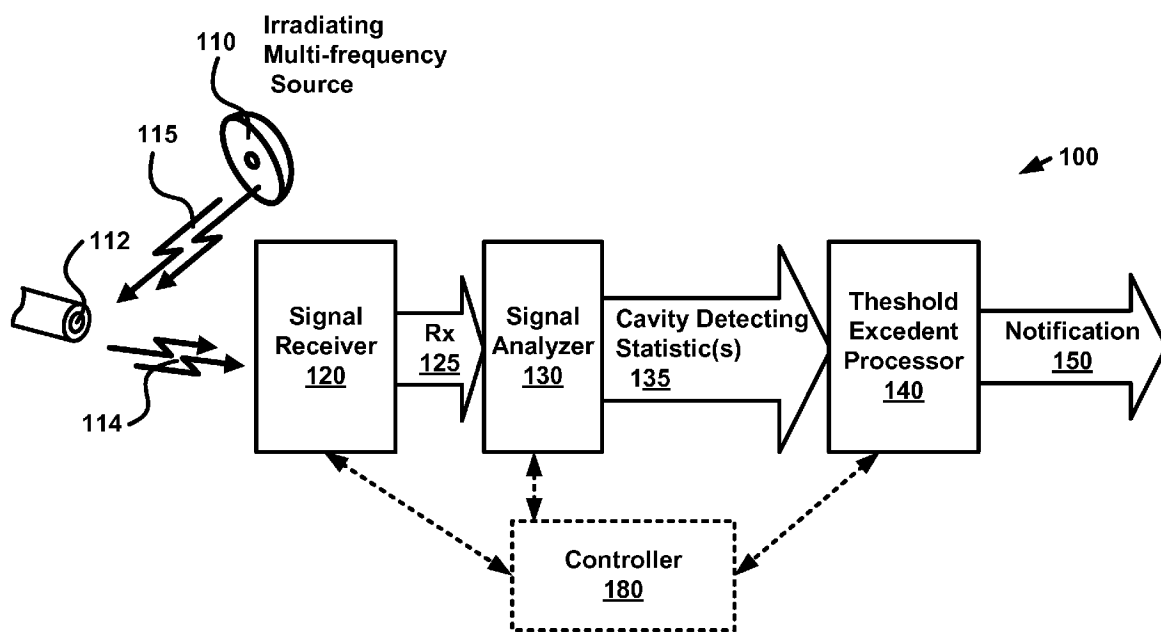 110
Irradiating
Multi-frequency
Source
115
100
112
Signal
Receiver
120
Rx
125
Signal
Analyzer
130
Cavity Detecting
Statistic(s)
135
Theshold
Excedent
Processor
140
Notification
150
114
Controller
180